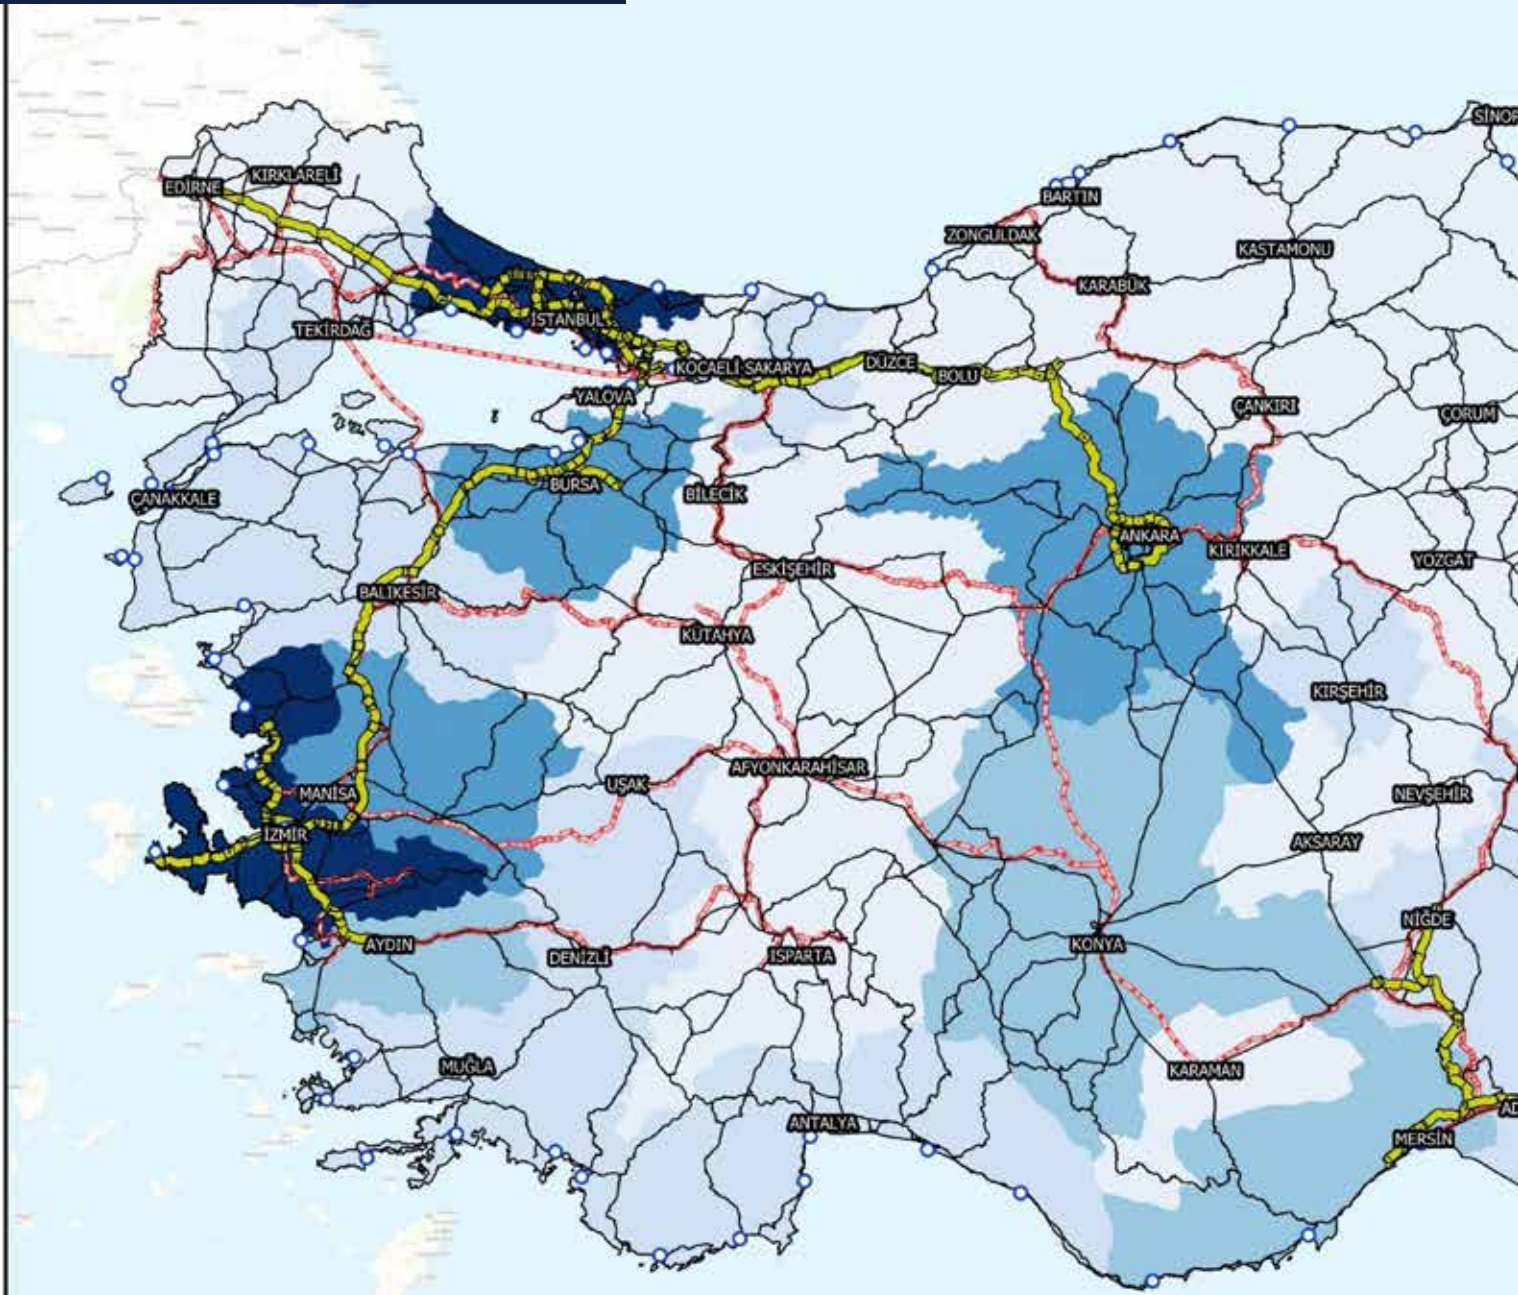 SİNOP
KIRKLARELİ
EDİRNE
BARTIN
ZONGULDAK
KASTAMONU
KARABÜK
İSTANBUL
TEKİRDAĞ
KOCAELİ
SAKARYA
DÜZCE
BOLU
YALOVA
ÇANKIRI
ÇORUM
BURSA
BİLECİK
ÇANAKKALE
ANKARA
KIRIKKALE
YOZGAT
ESKİŞEHİR
BALIKESİR
KÜTAHYA
KIRŞEHİR
AFYONKARAHİSAR
UŞAK
MANİSA
NEVŞEHİR
İZMİR
AKSARAY
NİĞDE
AYDIN
DENİZLİ
ISPARTA
KONYA
MUĞLA
KARAMAN
AD
ANTALYA
MERSİN